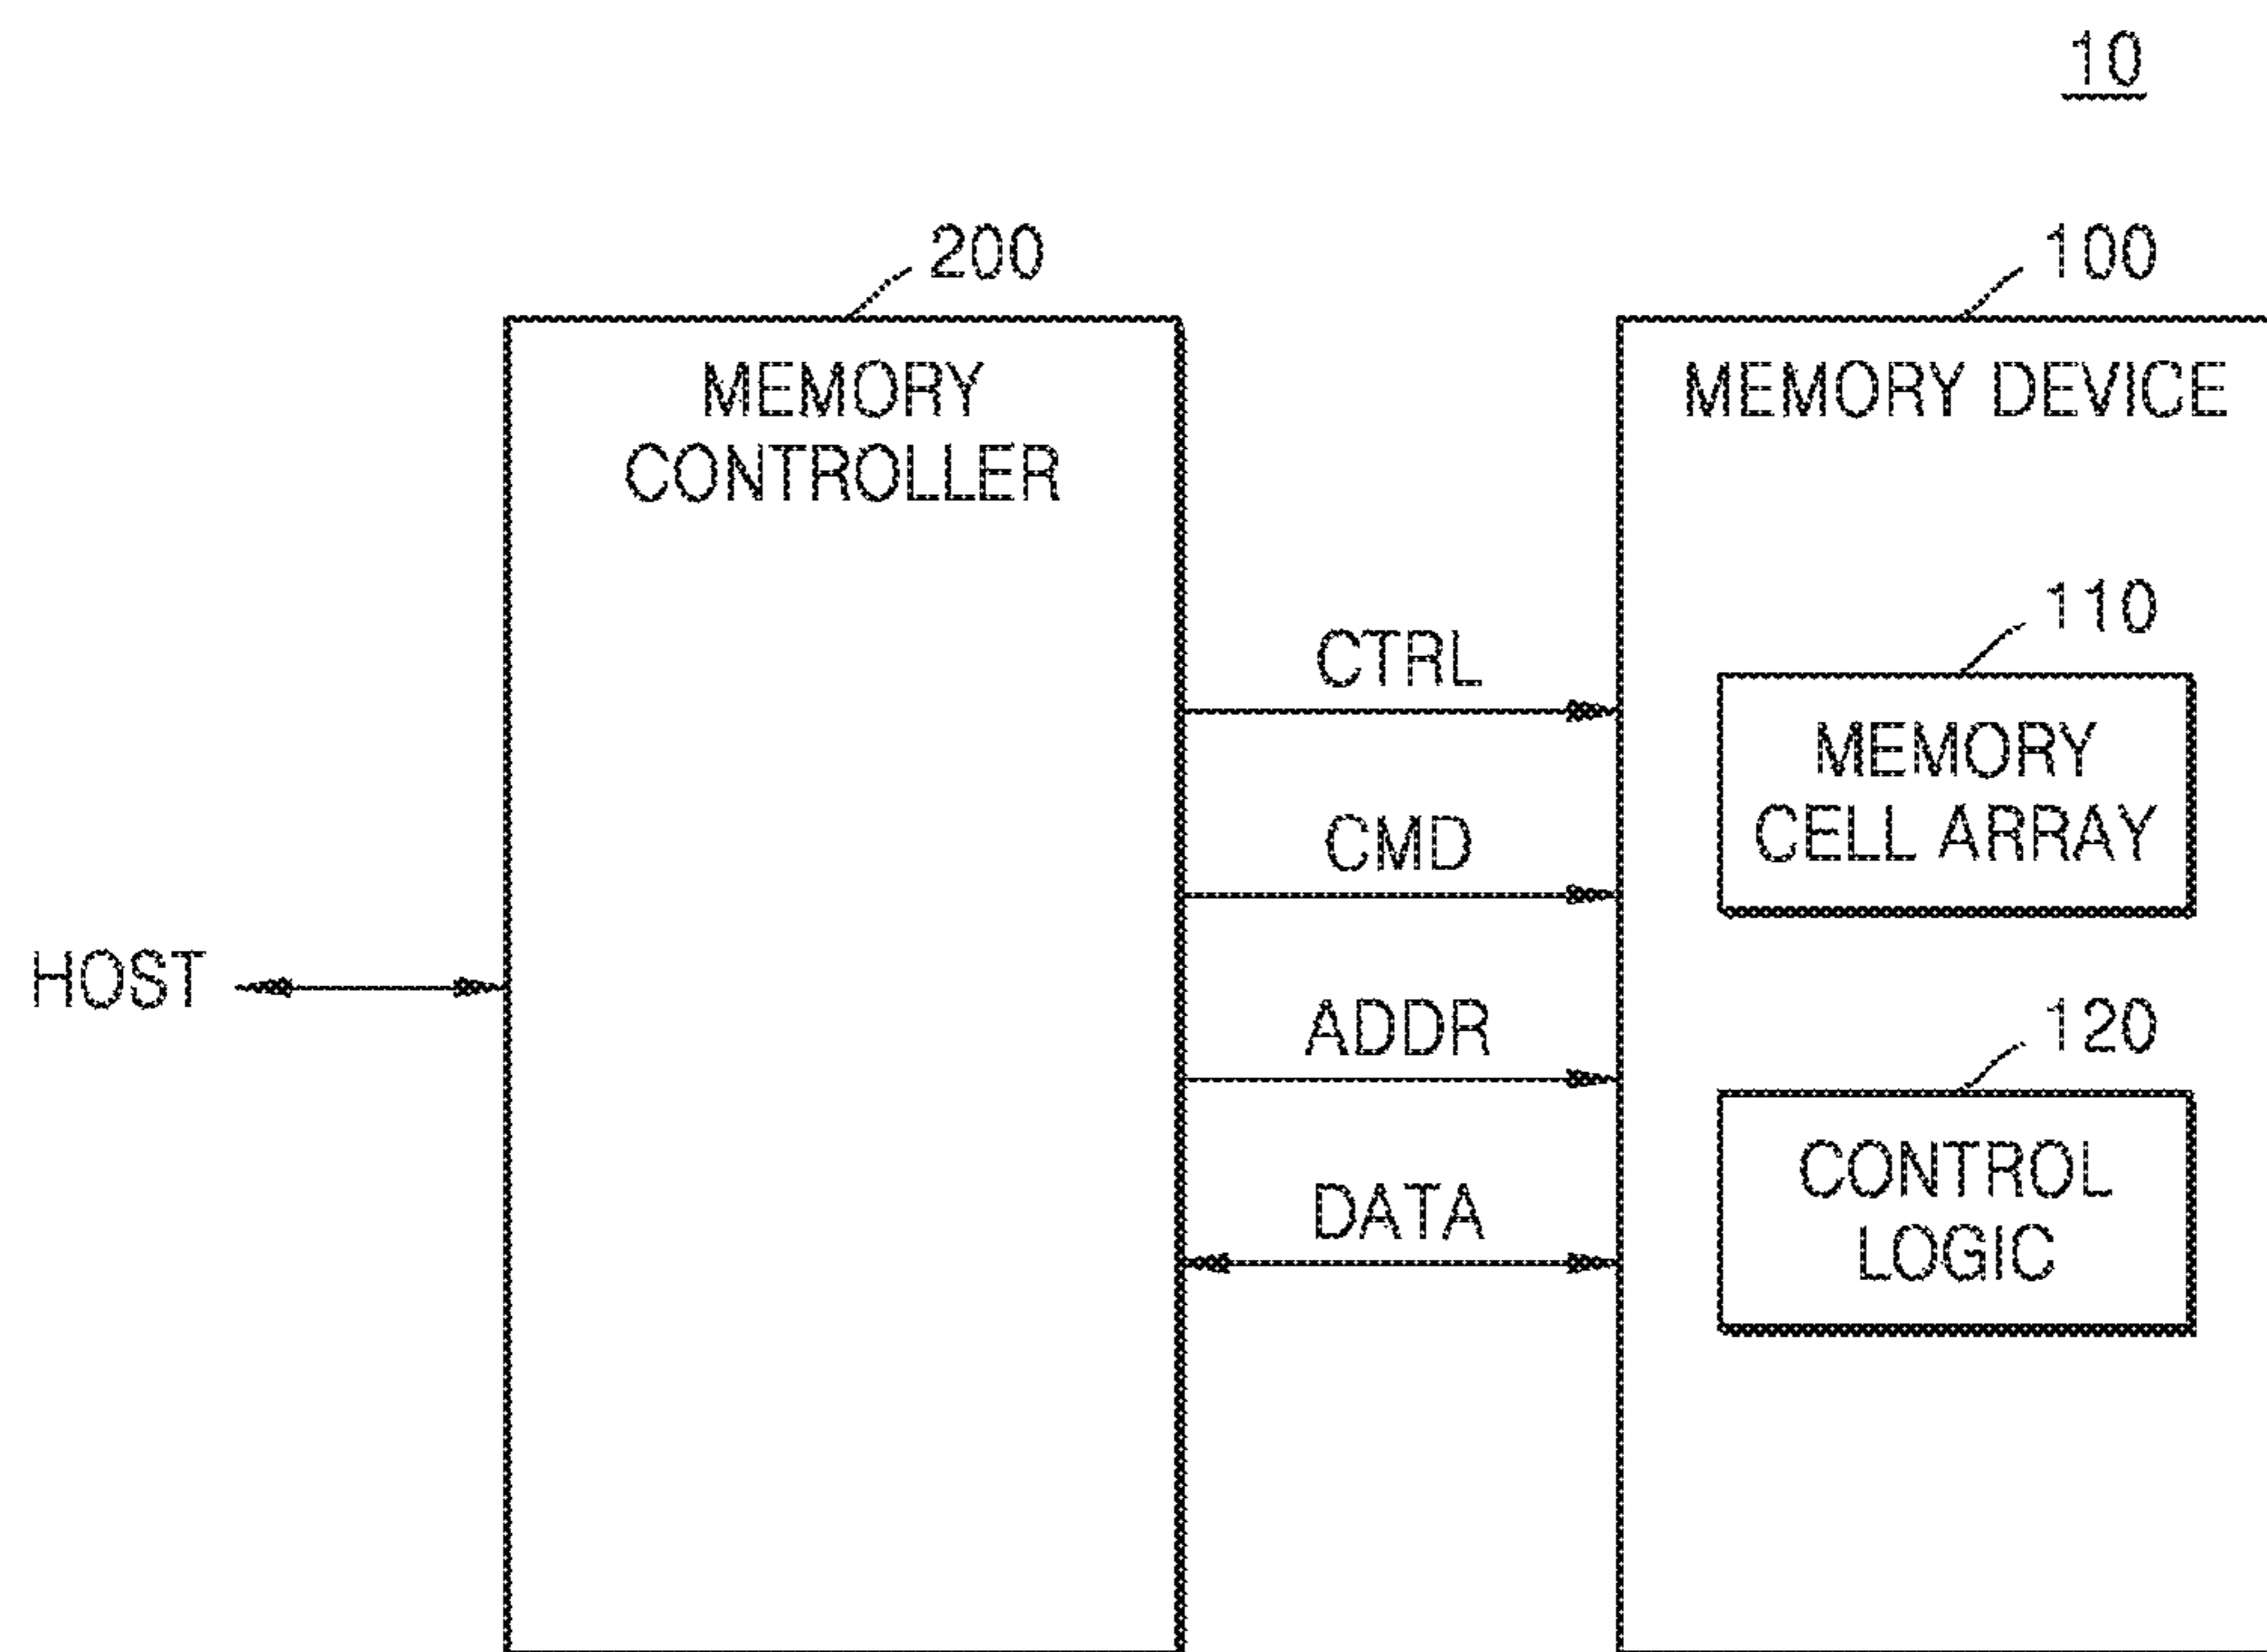 10
200
100
MEMORY
CONTROLLER
MEMORY DEVICE
110
CTRL
MEMORY
CELL ARRAY
CMD
HOST
ADDR
120
CONTROL
LOGIC
DATA